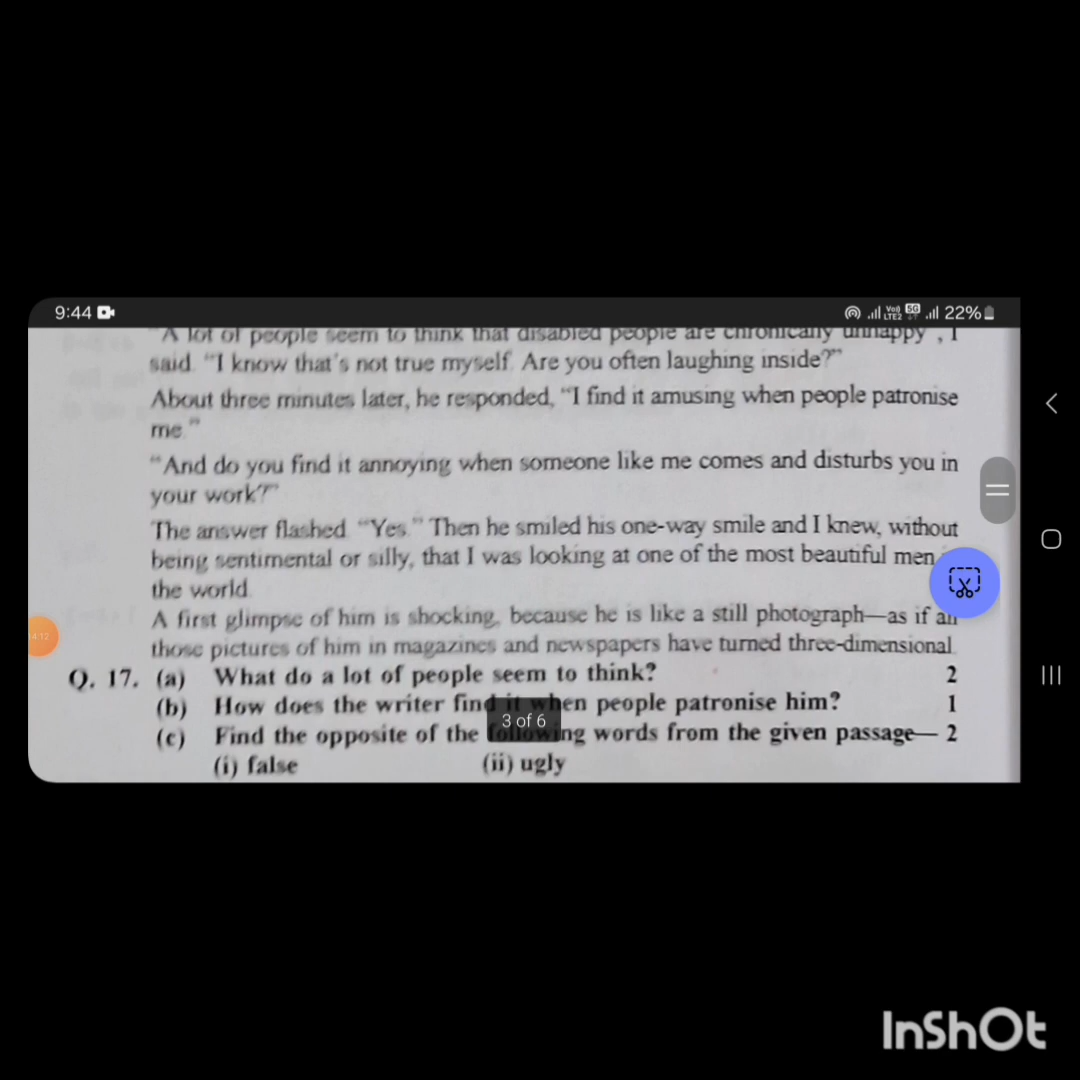 9:44
Vo) 5G
LTE2 22%
"A lot of people seem to think that disabled people are chronically unhappy", I
said. "I know that's not true myself. Are you often laughing inside?"
About three minutes later, he responded, "I find it amusing when people patronise
me."
"And do you find it annoying when someone like me comes and disturbs you in
your work?"
The answer flashed. "Yes." Then he smiled his one-way smile and I knew, without
being sentimental or silly, that I was looking at one of the most beautiful men
the world.
A first glimpse of him is shocking, because he is like a still photograph—as if all
those pictures of him in magazines and newspapers have turned three-dimensional.
Q. 17. (a) What do a lot of people seem to think? 2
(b) How does the writer find it when people patronise him? 1
3 of 6
(c) Find the opposite of the following words from the given passage— 2
(i) false (ii) ugly
InShOt